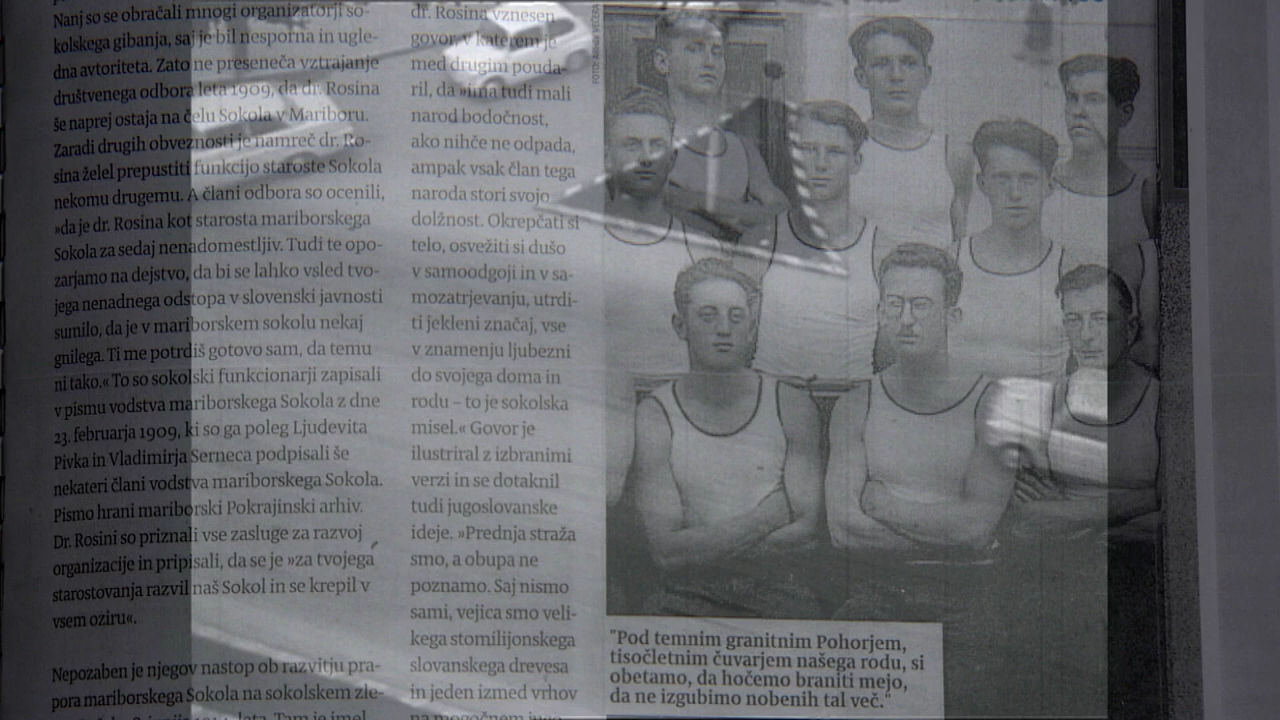 Nanj so se obračali mnogi organizatorji so-
kolskega gibanja, saj je bil nesporna in ugle-
dna avtoriteta. Zato ne preseneča vztrajanje
društvenega odbora leta 1909, da dr. Rosina
še naprej ostaja na čelu Sokola v Mariboru.
Zaradi drugih obveznosti je namreč dr. Ro-
sina želel prepustiti funkcijo staroste Sokola
nekomu drugemu. A člani odbora so ocenili,
»da je dr. Rosina kot starosta mariborskega
Sokola za sedaj nenadomestljiv. Tudi te opo-
zarjamo na dejstvo, da bi se lahko vsled tvo-
jega nenadnega odstopa v slovenski javnosti
sumilo, da je v mariborskem sokolu nekaj
gnilega. Ti me potrdiš gotovo sam, da temu
ni tako.« To so sokolski funkcionarji zapisali
v pismu vodstva mariborskega Sokola z dne
23. februarja 1909, ki so ga poleg Ljudevita
Pivka in Vladimirja Serneca podpisali še
nekateri člani vodstva mariborskega Sokola.
Pismo hrani mariborski Pokrajinski arhiv.
Dr. Rosini so priznali vse zasluge za razvoj
organizacije in pripisali, da se je »za tvojega
starostovanja razvil naš Sokol in se krepil v
vsem oziru«.
Nepozaben je njegov nastop ob razvitju pra-
pora mariborskega Sokola na sokolskem zle-
dr. Rosina vznesen
govor, v katerem je
med drugim pouda-
ril, da »ima tudi mali
narod bodočnost,
ako nihče ne odpada,
ampak vsak član tega
naroda stori svojo
dolžnost. Okrepčati si
telo, osvežiti si dušo
v samoodgoji in v sa-
mozatrjevanju, utrdi-
ti jekleni značaj, vse
v znamenju ljubezni
do svojega doma in
rodu – to je sokolska
misel.« Govor je
ilustriral z izbranimi
verzi in se dotaknil
tudi jugoslovanske
ideje. »Prednja straža
smo, a obupa ne
poznamo. Saj nismo
sami, vejica smo veli-
kega stomilijonskega
slovanskega drevesa
in jeden izmed vrhov
"Pod temnim granitnim Pohorjem,
tisočletnim čuvarjem našega rodu, si
obetamo, da hočemo braniti mejo,
da ne izgubimo nobenih tal več."